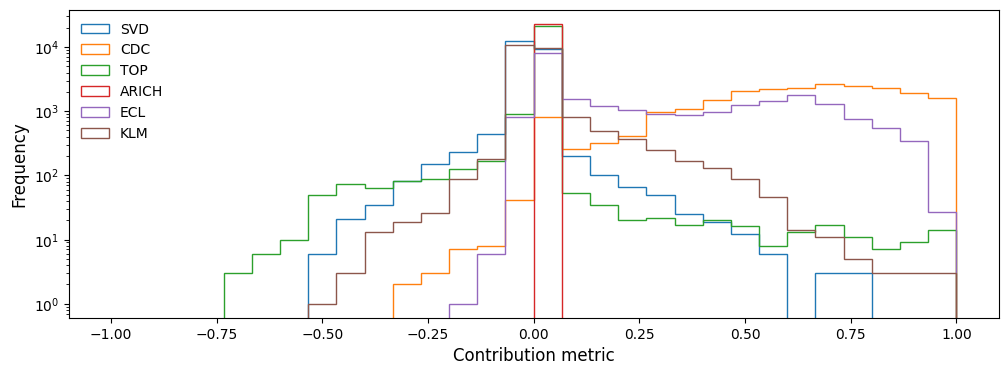 SVD
CDC
TOP
ARICH
ECL
KLM
Frequency
10⁴
10³
10²
10¹
10⁰
−1.00 −0.75 −0.50 −0.25 0.00 0.25 0.50 0.75 1.00
Contribution metric